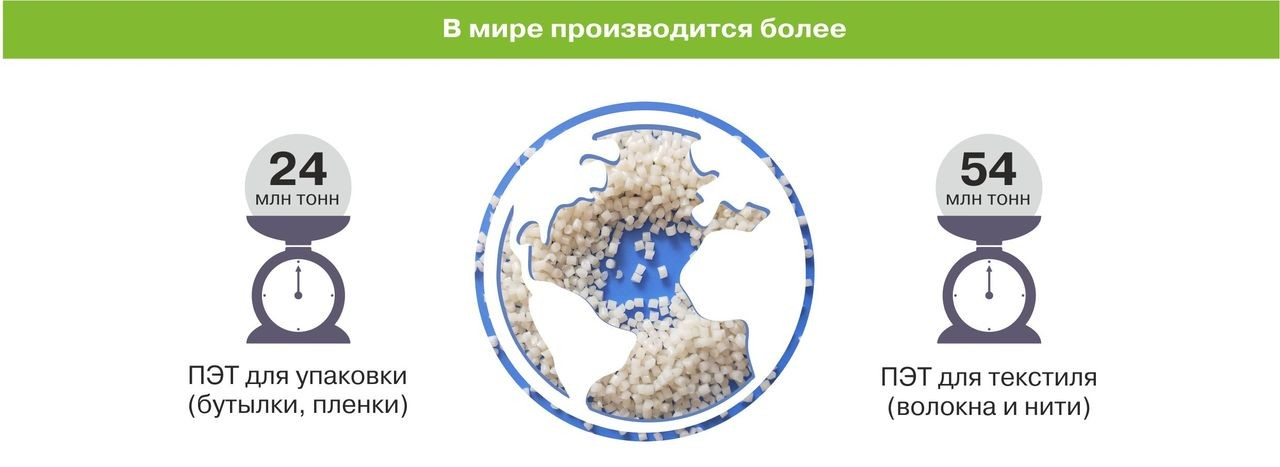 В мире производится более
24
млн тонн
54
млн тонн
ПЭТ для упаковки
(бутылки, пленки)
ПЭТ для текстиля
(волокна и нити)